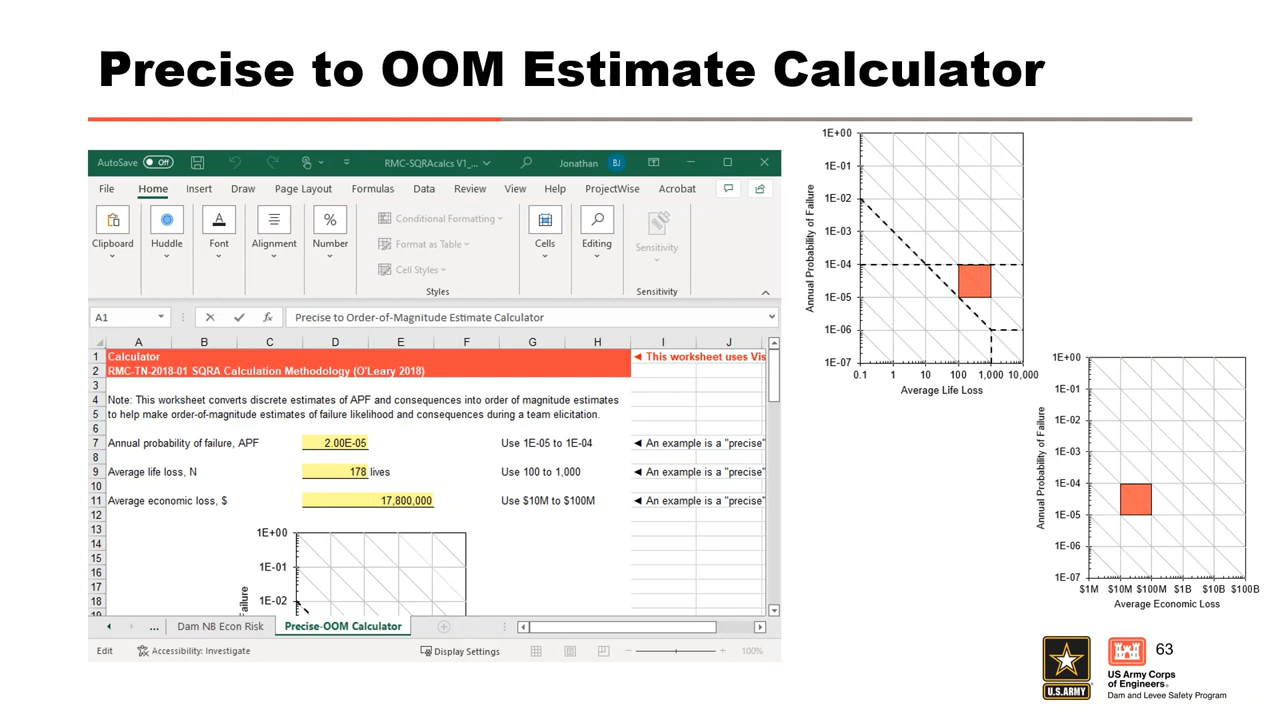 Precise to OOM Estimate Calculator
AutoSave Off RMC-SQRAcalcs V1_... Jonathan BJ
File Home Insert Draw Page Layout Formulas Data Review View Help ProjectWise Acrobat
Clipboard Huddle Font Alignment Number Conditional Formatting Format as Table Cell Styles Cells Editing Sensitivity
Styles Sensitivity
A1 fx Precise to Order-of-Magnitude Estimate Calculator
A B C D E F G H I J
1 Calculator ◄ This worksheet uses Vis
2 RMC-TN-2018-01 SQRA Calculation Methodology (O'Leary 2018)
3
4 Note: This worksheet converts discrete estimates of APF and consequences into order of magnitude estimates
5 to help make order-of-magnitude estimates of failure likelihood and consequences during a team elicitation.
6
7 Annual probability of failure, APF 2.00E-05 Use 1E-05 to 1E-04 ◄ An example is a "precise"
8
9 Average life loss, N 178 lives Use 100 to 1,000 ◄ An example is a "precise"
10
11 Average economic loss, $ 17,800,000 Use $10M to $100M ◄ An example is a "precise"
12
13 1E+00
14
15 1E-01
16
17
18 1E-02
19 ailure
... Dam NB Econ Risk Precise-OOM Calculator
Edit Accessibility: Investigate Display Settings 100%
1E+00
1E-01
1E-02
1E-03
1E-04
1E-05
1E-06
1E-07
Annual Probability of Failure
0.1 1 10 100 1,000 10,000
Average Life Loss
1E+00
1E-01
1E-02
1E-03
1E-04
1E-05
1E-06
1E-07
Annual Probability of Failure
$1M $10M $100M $1B $10B $100B
Average Economic Loss
U.S.ARMY
63
US Army Corps
of Engineers®
Dam and Levee Safety Program